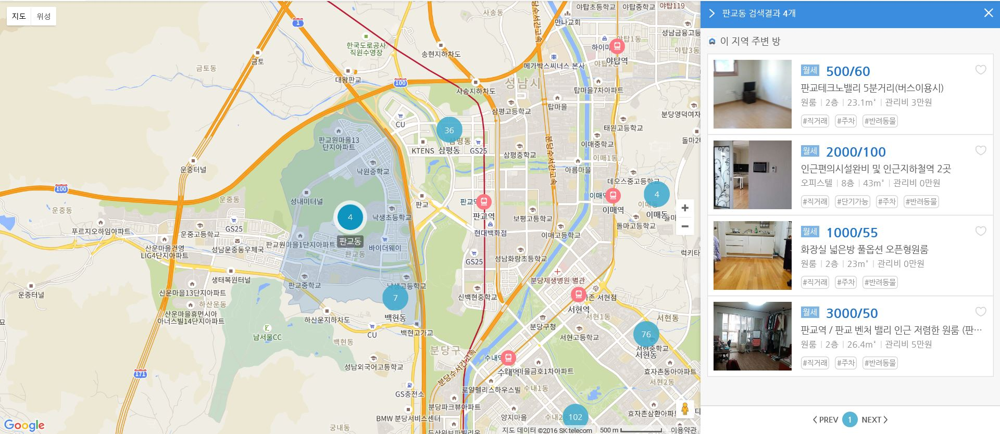 지도
위성
판교동 검색결과 4개
이 지역 주변 방
월세 500/60
판교테크노밸리 5분거리(버스이용시)
원룸 | 2층 | 23.1m² | 관리비 3만원
#직거래 #주차 #반려동물
월세 2000/100
인근편의시설완비 및 인근지하철역 2곳
오피스텔 | 8층 | 43m² | 관리비 0만원
#직거래 #단기가능 #주차 #반려동물
월세 1000/55
화장실 넓은방 풀옵션 오픈형원룸
원룸 | 2층 | 23m² | 관리비 0만원
#직거래 #주차 #반려동물
월세 3000/50
판교역 / 판교 벤처 밸리 인근 저렴한 원룸 (판…
원룸 | 2층 | 26.4m² | 관리비 5만원
#직거래 #주차 #반려동물
PREV 1 NEXT
사송동
야탑초등학교
야탑중학교
야탑119
만나교회
성남금융고등
1
분당수서간고속
한국도로공사
직원수영장
송현지하차도
금토
금토동
야탑1동
야탑역
야탑3동
메가박스씨너스 본사
대왕판교
100
성남시
사송지하차도
탑마을7차아파트
탑마을
삼평고등학교
분당영덕여자
CU
36
삼평동
삼평동
KTENS
GS25
태원고등학교
이매중학교
삼평중학교
이매1동
분당수서간고속
아름마을
판교원마을13
단지아파트
낙원중학교
운중터널
100
운중동
운중동
성내미터널
낙생초등학교
4
판교동
판교
판교역
이매역
데오스중고등학교
4
이매동
돌마고등학교
보평고등학교
현대백화점
이매고등학교
푸르지오하임아파트
GS25
운중고등학교
산운마을건영
LIG4단지아파트
성남운중동우체국
판교원마을1단지아파트
바이더웨이
판교동
GS25
성남화랑초등학교
럭키타
생태복원터널
판교중학교
낙생고등학교
7
백현동
분당제생병원 별관
신백현중학교
서현역
서현1동
서현동
운중터널
산운마을13단지아파트
하산운동
산운마을휴먼시아
아너스빌14단지아파트
하산운지하차도
CU
백현고가교
분당구청
서현고등학교
76
서현중학교
서현동
남서울CC
백현동
분당구
성남외국어고등학교
분당수서간고속
수내역
171
GS충전소
로얄펠리스하우스빌
수내1동
효자촌동아아파트
서현2동
분당파크뷰아파트
BMW 분당서비스센터
양지마을
102
효자촌삼환아파트
궁내동
Google
지도 데이터 ©2016 SK telecom
500 m
이용약관